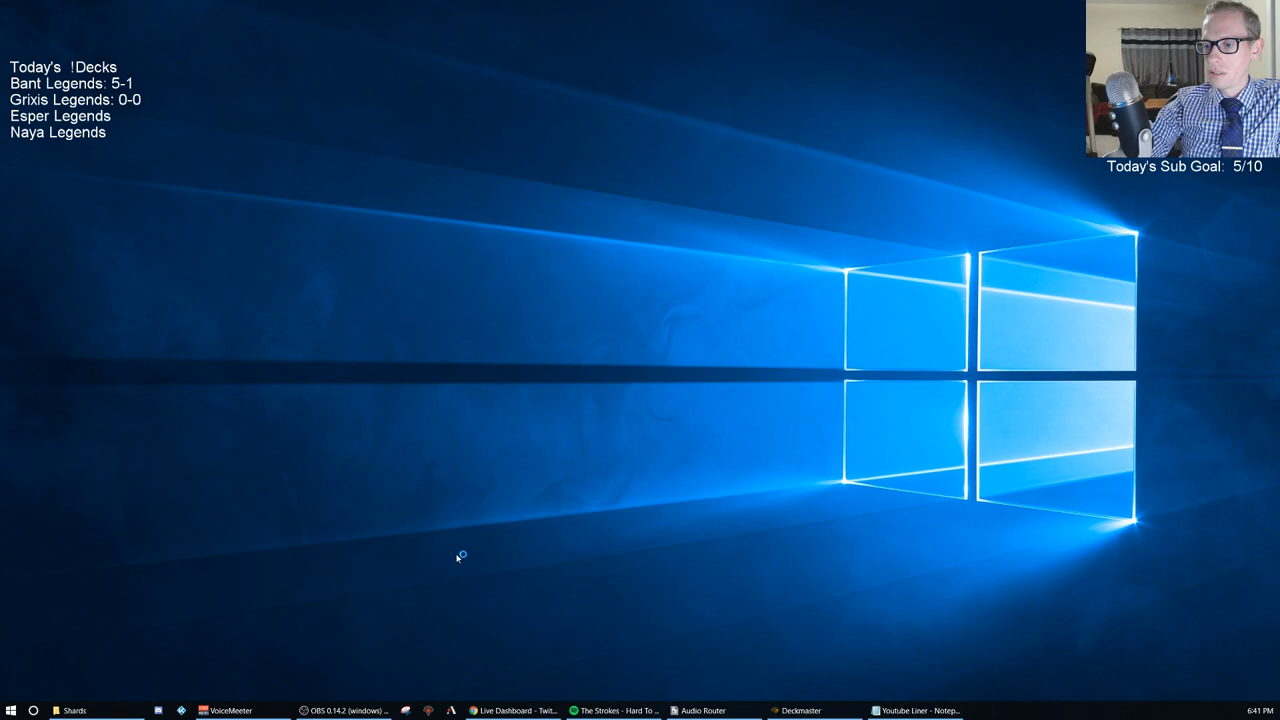 Today's !Decks
Bant Legends: 5-1
Grixis Legends: 0-0
Esper Legends
Naya Legends
Today's Sub Goal: 5/10
Shards
VoiceMeeter
OBS 0.14.2 (windows) ...
Live Dashboard - Twit...
The Strokes - Hard To ...
Audio Router
Deckmaster
Youtube Liner - Notep...
6:41 PM